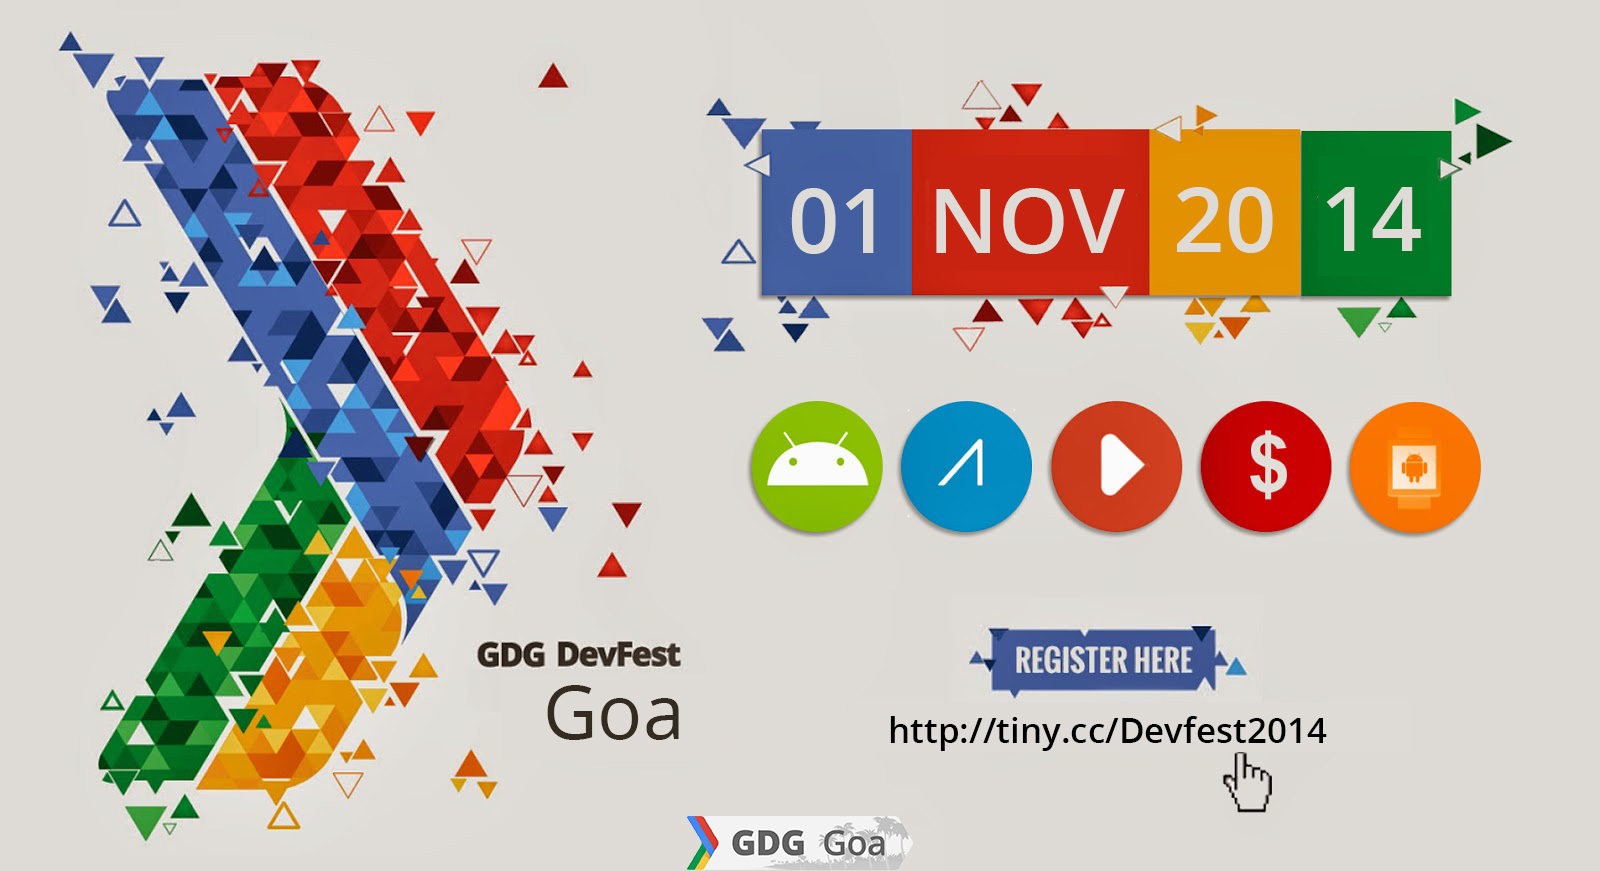 01 NOV 20 14
$
GDG DevFest
Goa
REGISTER HERE
http://tiny.cc/Devfest2014
GDG Goa